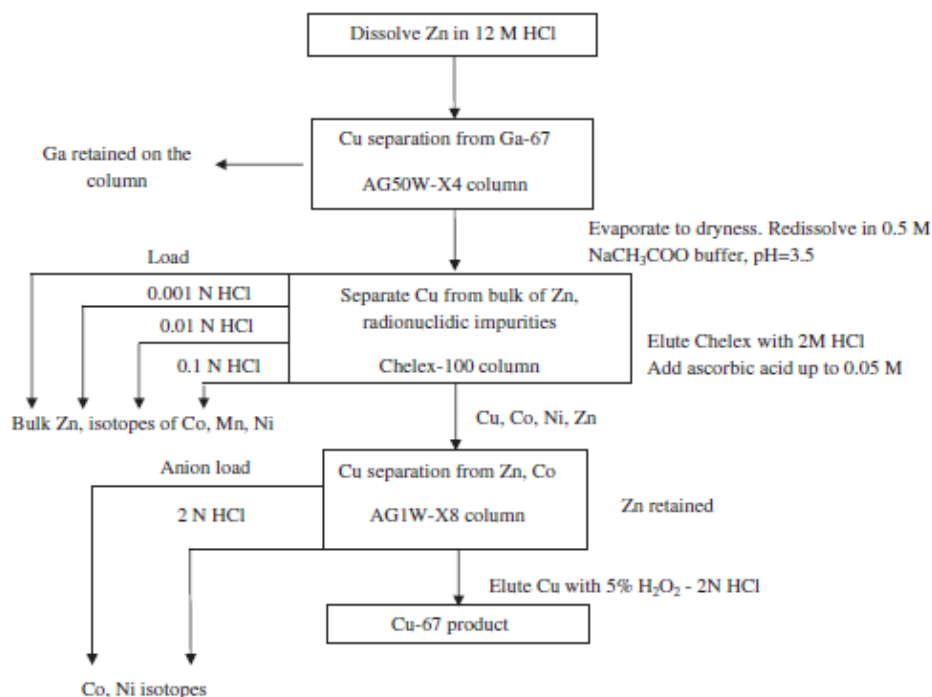 Dissolve Zn in 12 M HCl
Cu separation from Ga-67
AG50W-X4 column
Ga retained on the
column
Evaporate to dryness. Redissolve in 0.5 M
NaCH₃COO buffer, pH=3.5
Load
0.001 N HCl
0.01 N HCl
0.1 N HCl
Separate Cu from bulk of Zn,
radionuclidic impurities
Chelex-100 column
Elute Chelex with 2M HCl
Add ascorbic acid up to 0.05 M
Bulk Zn, isotopes of Co, Mn, Ni
Cu, Co, Ni, Zn
Anion load
2 N HCl
Cu separation from Zn, Co
AG1W-X8 column
Zn retained
Elute Cu with 5% H₂O₂ - 2N HCl
Cu-67 product
Co, Ni isotopes